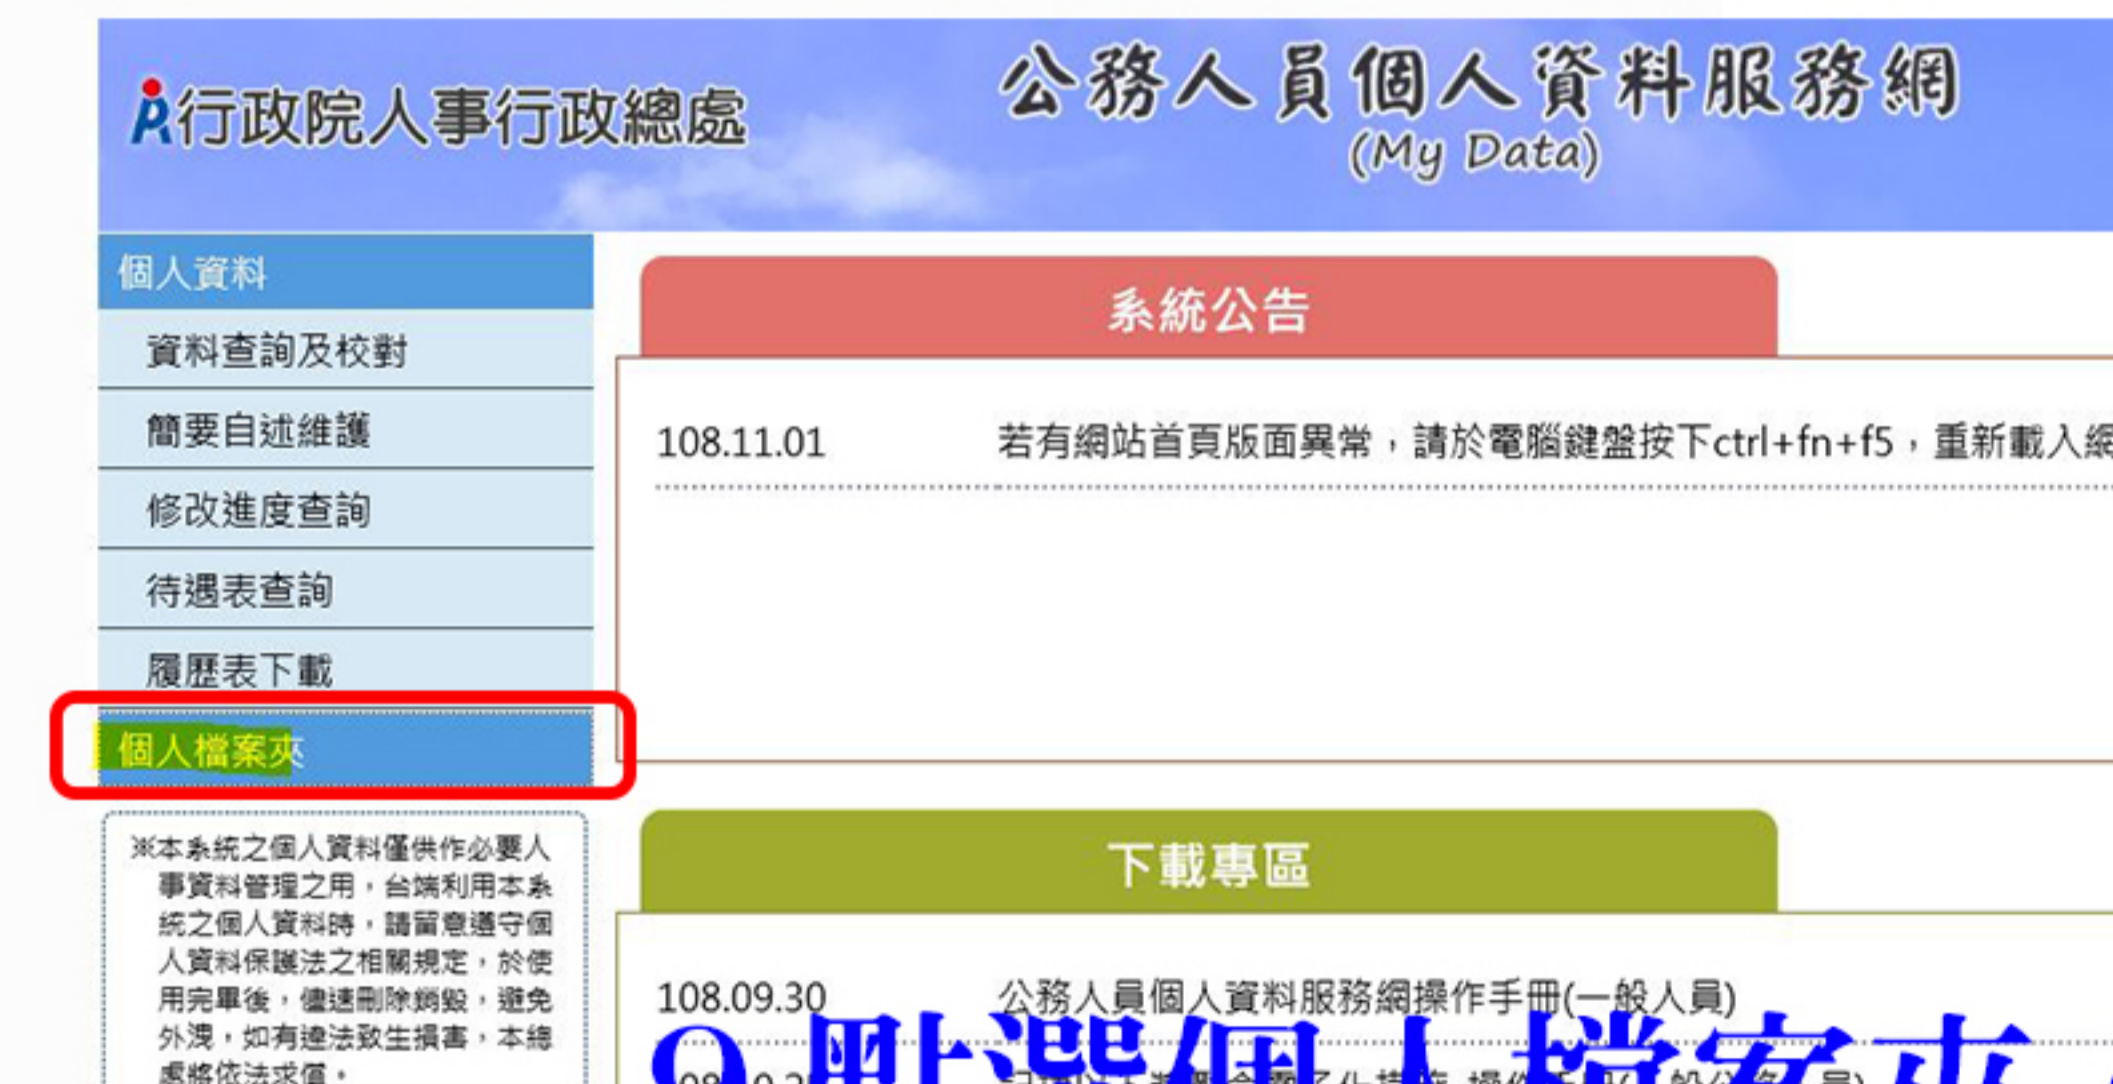 行政院人事行政總處
公務人員個人資料服務網
(My Data)
個人資料
資料查詢及校對
簡要自述維護
修改進度查詢
待遇表查詢
履歷表下載
個人檔案夾
※本系統之個人資料僅供作必要人
事資料管理之用，台端利用本系
統之個人資料時，請留意遵守個
人資料保護法之相關規定，於使
用完畢後，儘速刪除銷毀，避免
外洩，如有違法致生損害，本總
處將依法求償。
系統公告
108.11.01 若有網站首頁版面異常，請於電腦鍵盤按下ctrl+fn+f5，重新載入網
下載專區
108.09.30 公務人員個人資料服務網操作手冊(一般人員)
點選個人檔案夾